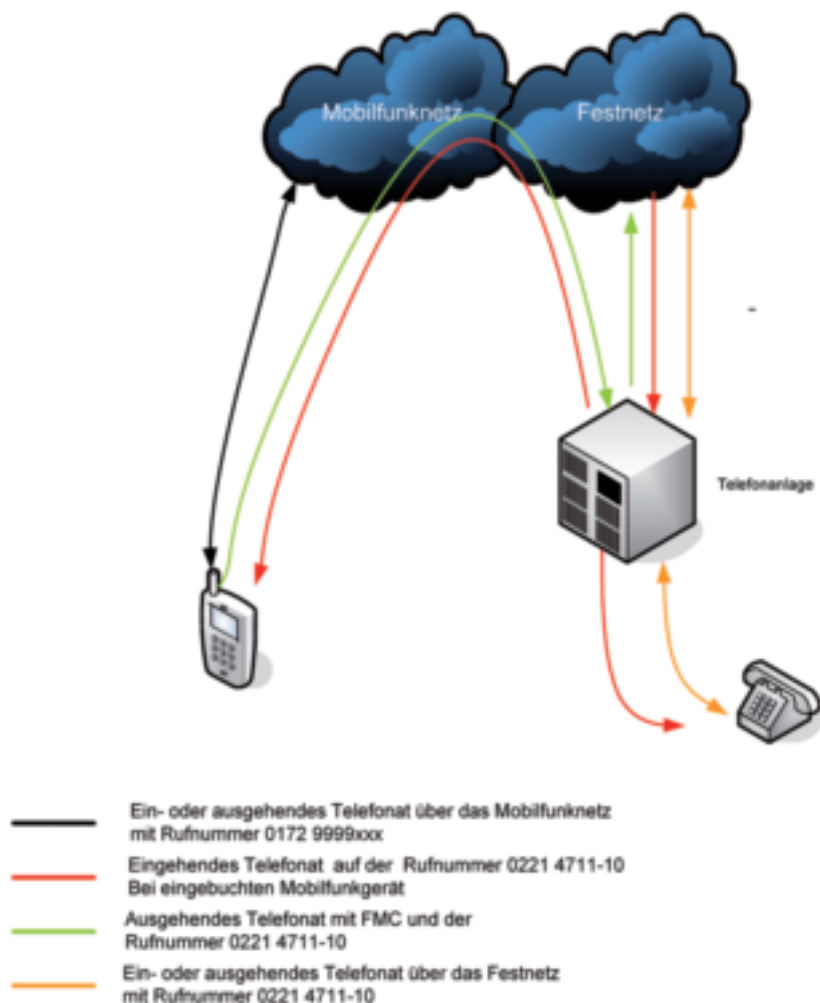 Mobilfunknetz
Festnetz
Telefonanlage
Ein- oder ausgehendes Telefonat über das Mobilfunknetz
mit Rufnummer 0172 9999xxx
Eingehendes Telefonat auf der Rufnummer 0221 4711-10
Bei eingebuchten Mobilfunkgerät
Ausgehendes Telefonat mit FMC und der
Rufnummer 0221 4711-10
Ein- oder ausgehendes Telefonat über das Festnetz
mit Rufnummer 0221 4711-10